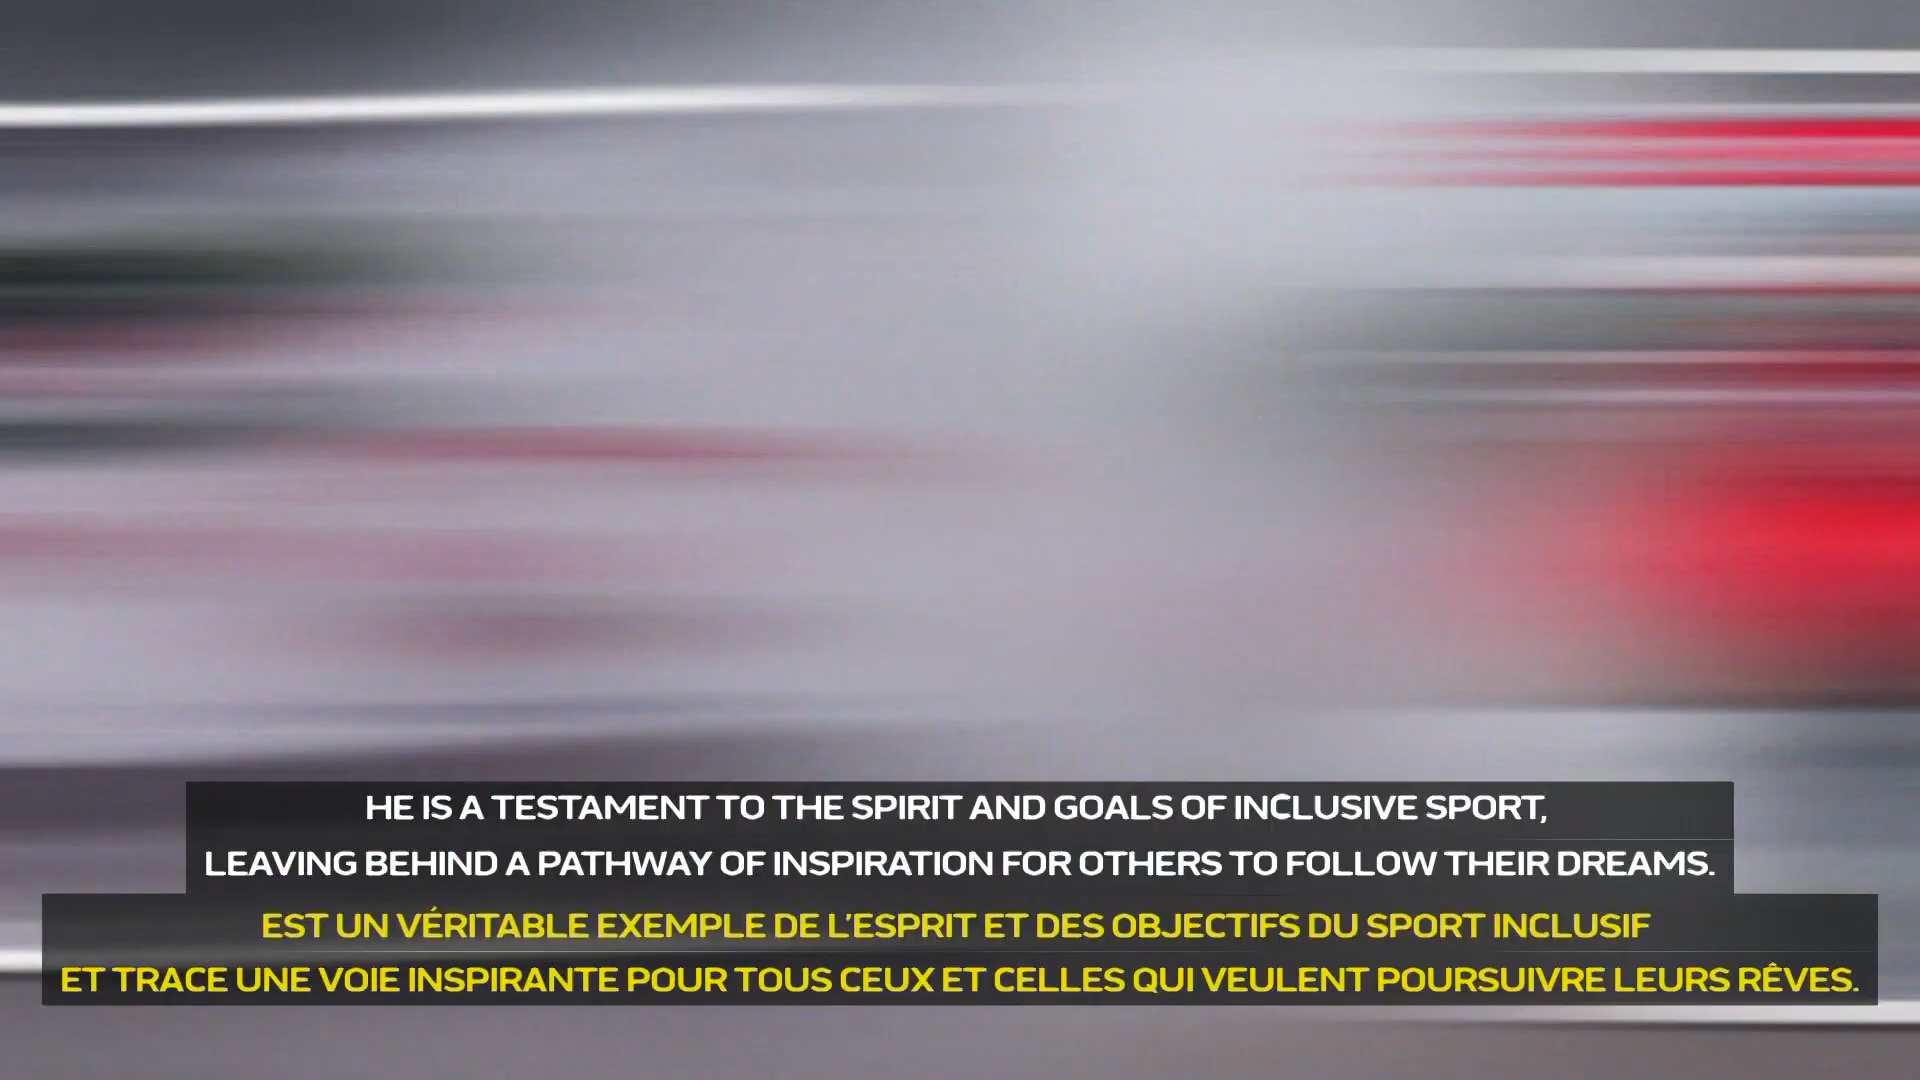 HE IS A TESTAMENT TO THE SPIRIT AND GOALS OF INCLUSIVE SPORT,
LEAVING BEHIND A PATHWAY OF INSPIRATION FOR OTHERS TO FOLLOW THEIR DREAMS.
EST UN VÉRITABLE EXEMPLE DE L'ESPRIT ET DES OBJECTIFS DU SPORT INCLUSIF
ET TRACE UNE VOIE INSPIRANTE POUR TOUS CEUX ET CELLES QUI VEULENT POURSUIVRE LEURS RÊVES.